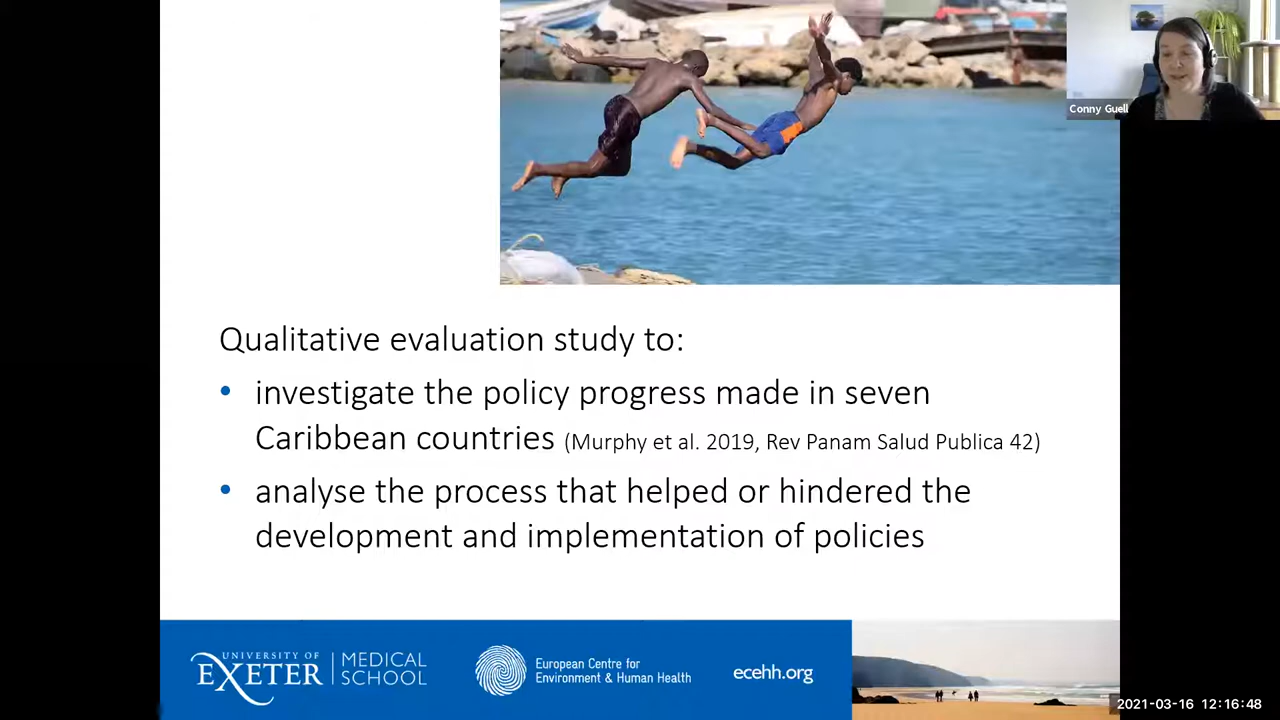 Conny Guell
Qualitative evaluation study to:
• investigate the policy progress made in seven
Caribbean countries (Murphy et al. 2019, Rev Panam Salud Publica 42)
• analyse the process that helped or hindered the
development and implementation of policies
UNIVERSITY OF
EXETER
MEDICAL
SCHOOL
European Centre for
Environment & Human Health
ecehh.org
2021-03-16 12:16:48